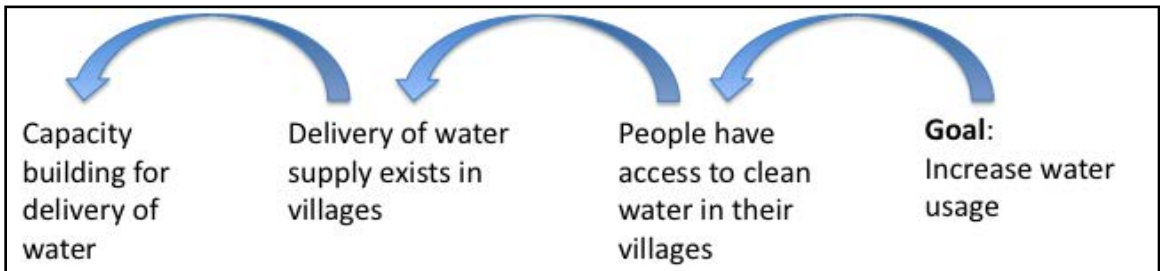 Capacity
building for
delivery of
water
Delivery of water
supply exists in
villages
People have
access to clean
water in their
villages
Goal:
Increase water
usage